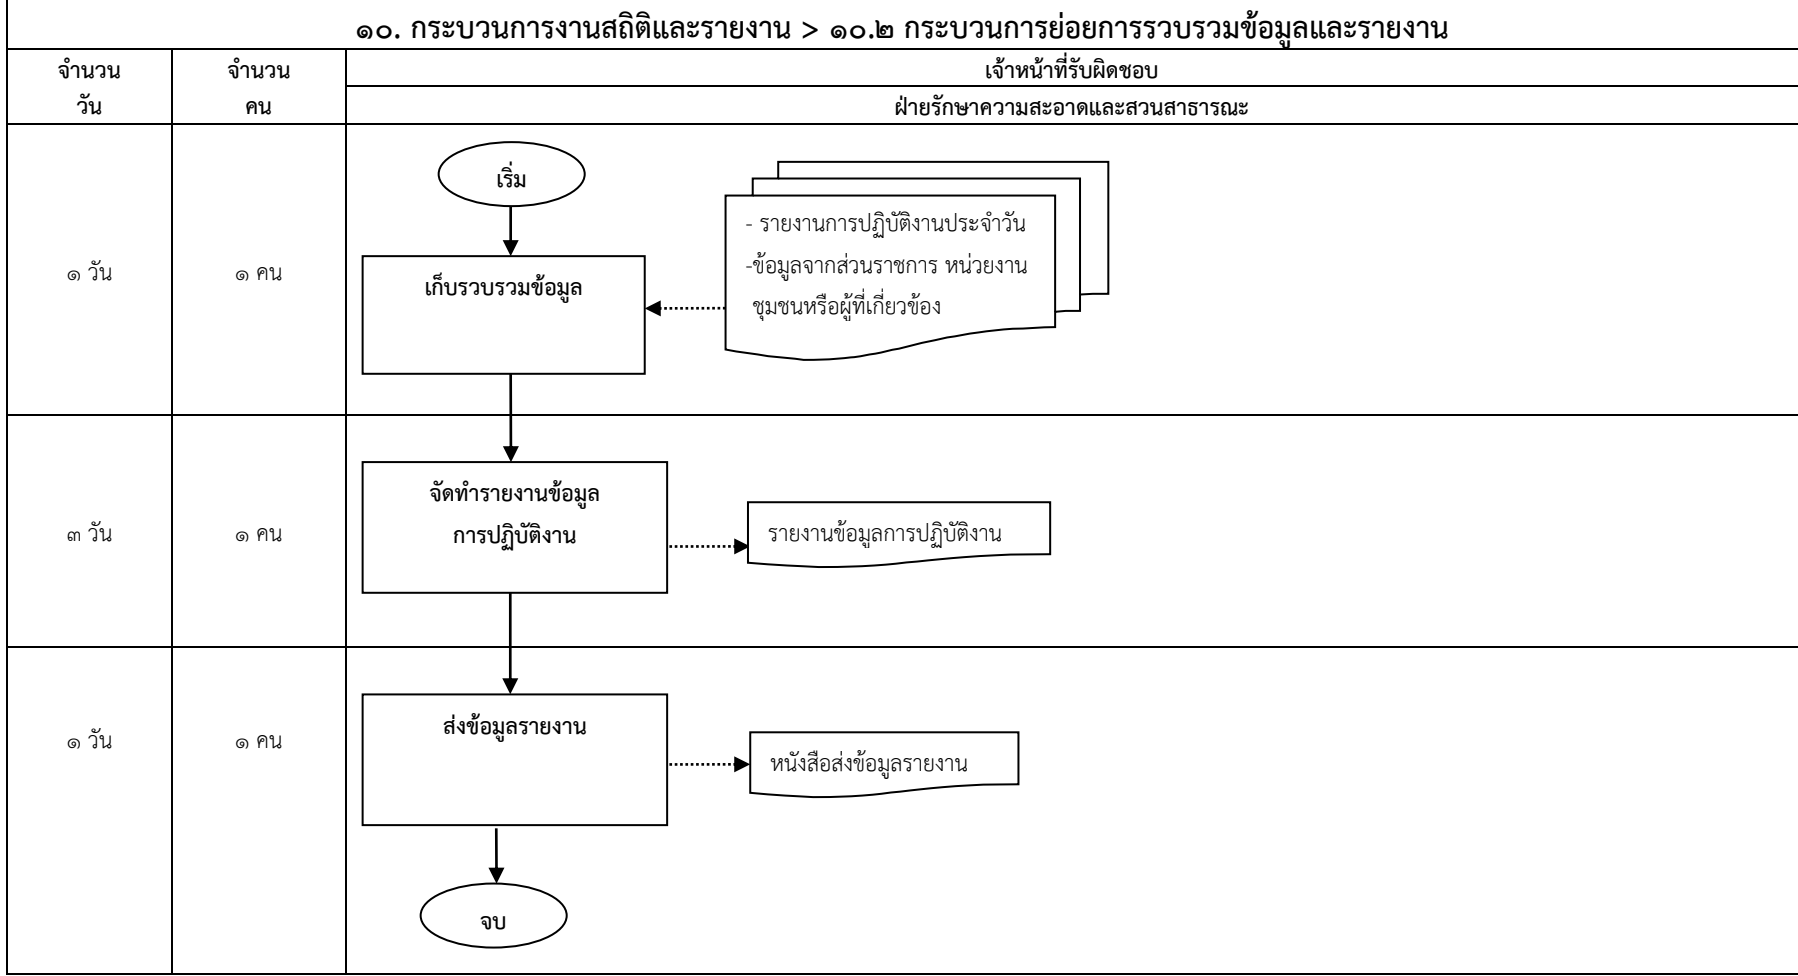 ๑๐. กระบวนการงานสถิติและรายงาน > ๑๐.๒ กระบวนการย่อยการรวบรวมข้อมูลและรายงาน
จำนวน
วัน
จำนวน
คน
เจ้าหน้าที่รับผิดชอบ
ฝ่ายรักษาความสะอาดและสวนสาธารณะ
๑ วัน
๑ คน
เริ่ม
เก็บรวบรวมข้อมูล
- รายงานการปฏิบัติงานประจำวัน
-ข้อมูลจากส่วนราชการ หน่วยงาน
ชุมชนหรือผู้ที่เกี่ยวข้อง
๓ วัน
๑ คน
จัดทำรายงานข้อมูล
การปฏิบัติงาน
รายงานข้อมูลการปฏิบัติงาน
๑ วัน
๑ คน
ส่งข้อมูลรายงาน
หนังสือส่งข้อมูลรายงาน
จบ